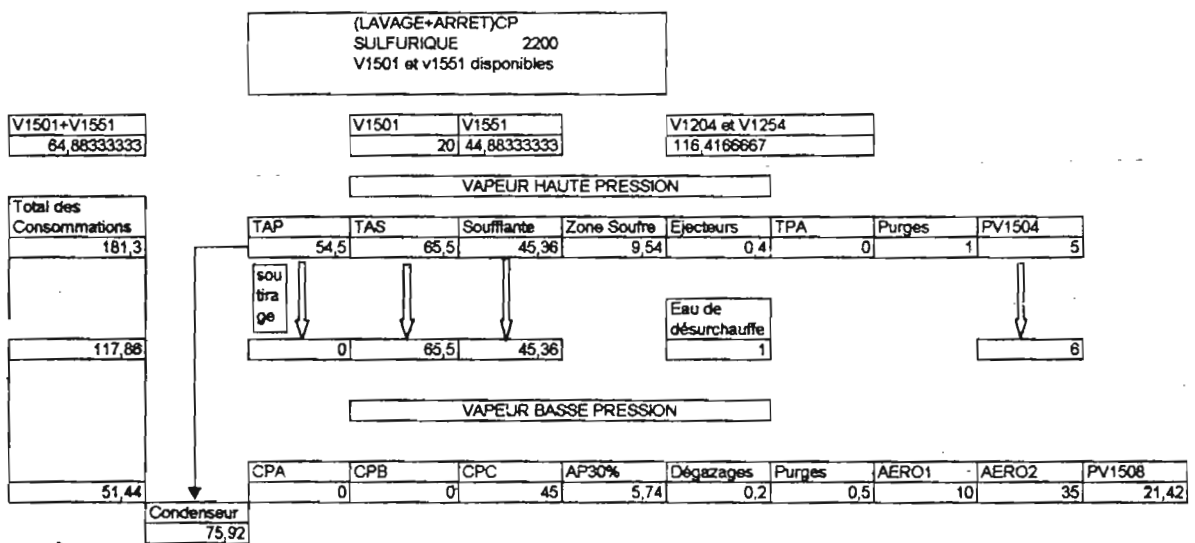 (LAVAGE+ARRET)CP
SULFURIQUE 2200
V1501 et v1551 disponibles
V1501+V1551 V1501 V1551 V1204 et V1254
64,88333333 20 44,88333333 116,4166667
VAPEUR HAUTE PRESSION
Total des
Consommations TAP TAS Soufflante Zone Soufre Ejecteurs TPA Purges PV1504
181,3 54,5 65,5 45,36 9,54 0,4 0 1 5
sou
tira
ge
Eau de
désurchauffe
117,86 0 65,5 45,36 1 6
VAPEUR BASSE PRESSION
CPA CPB CPC AP30% Dégazages Purges AERO1 AERO2 PV1508
51,44 0 0 45 5,74 0,2 0,5 10 35 21,42
Condenseur
75,92